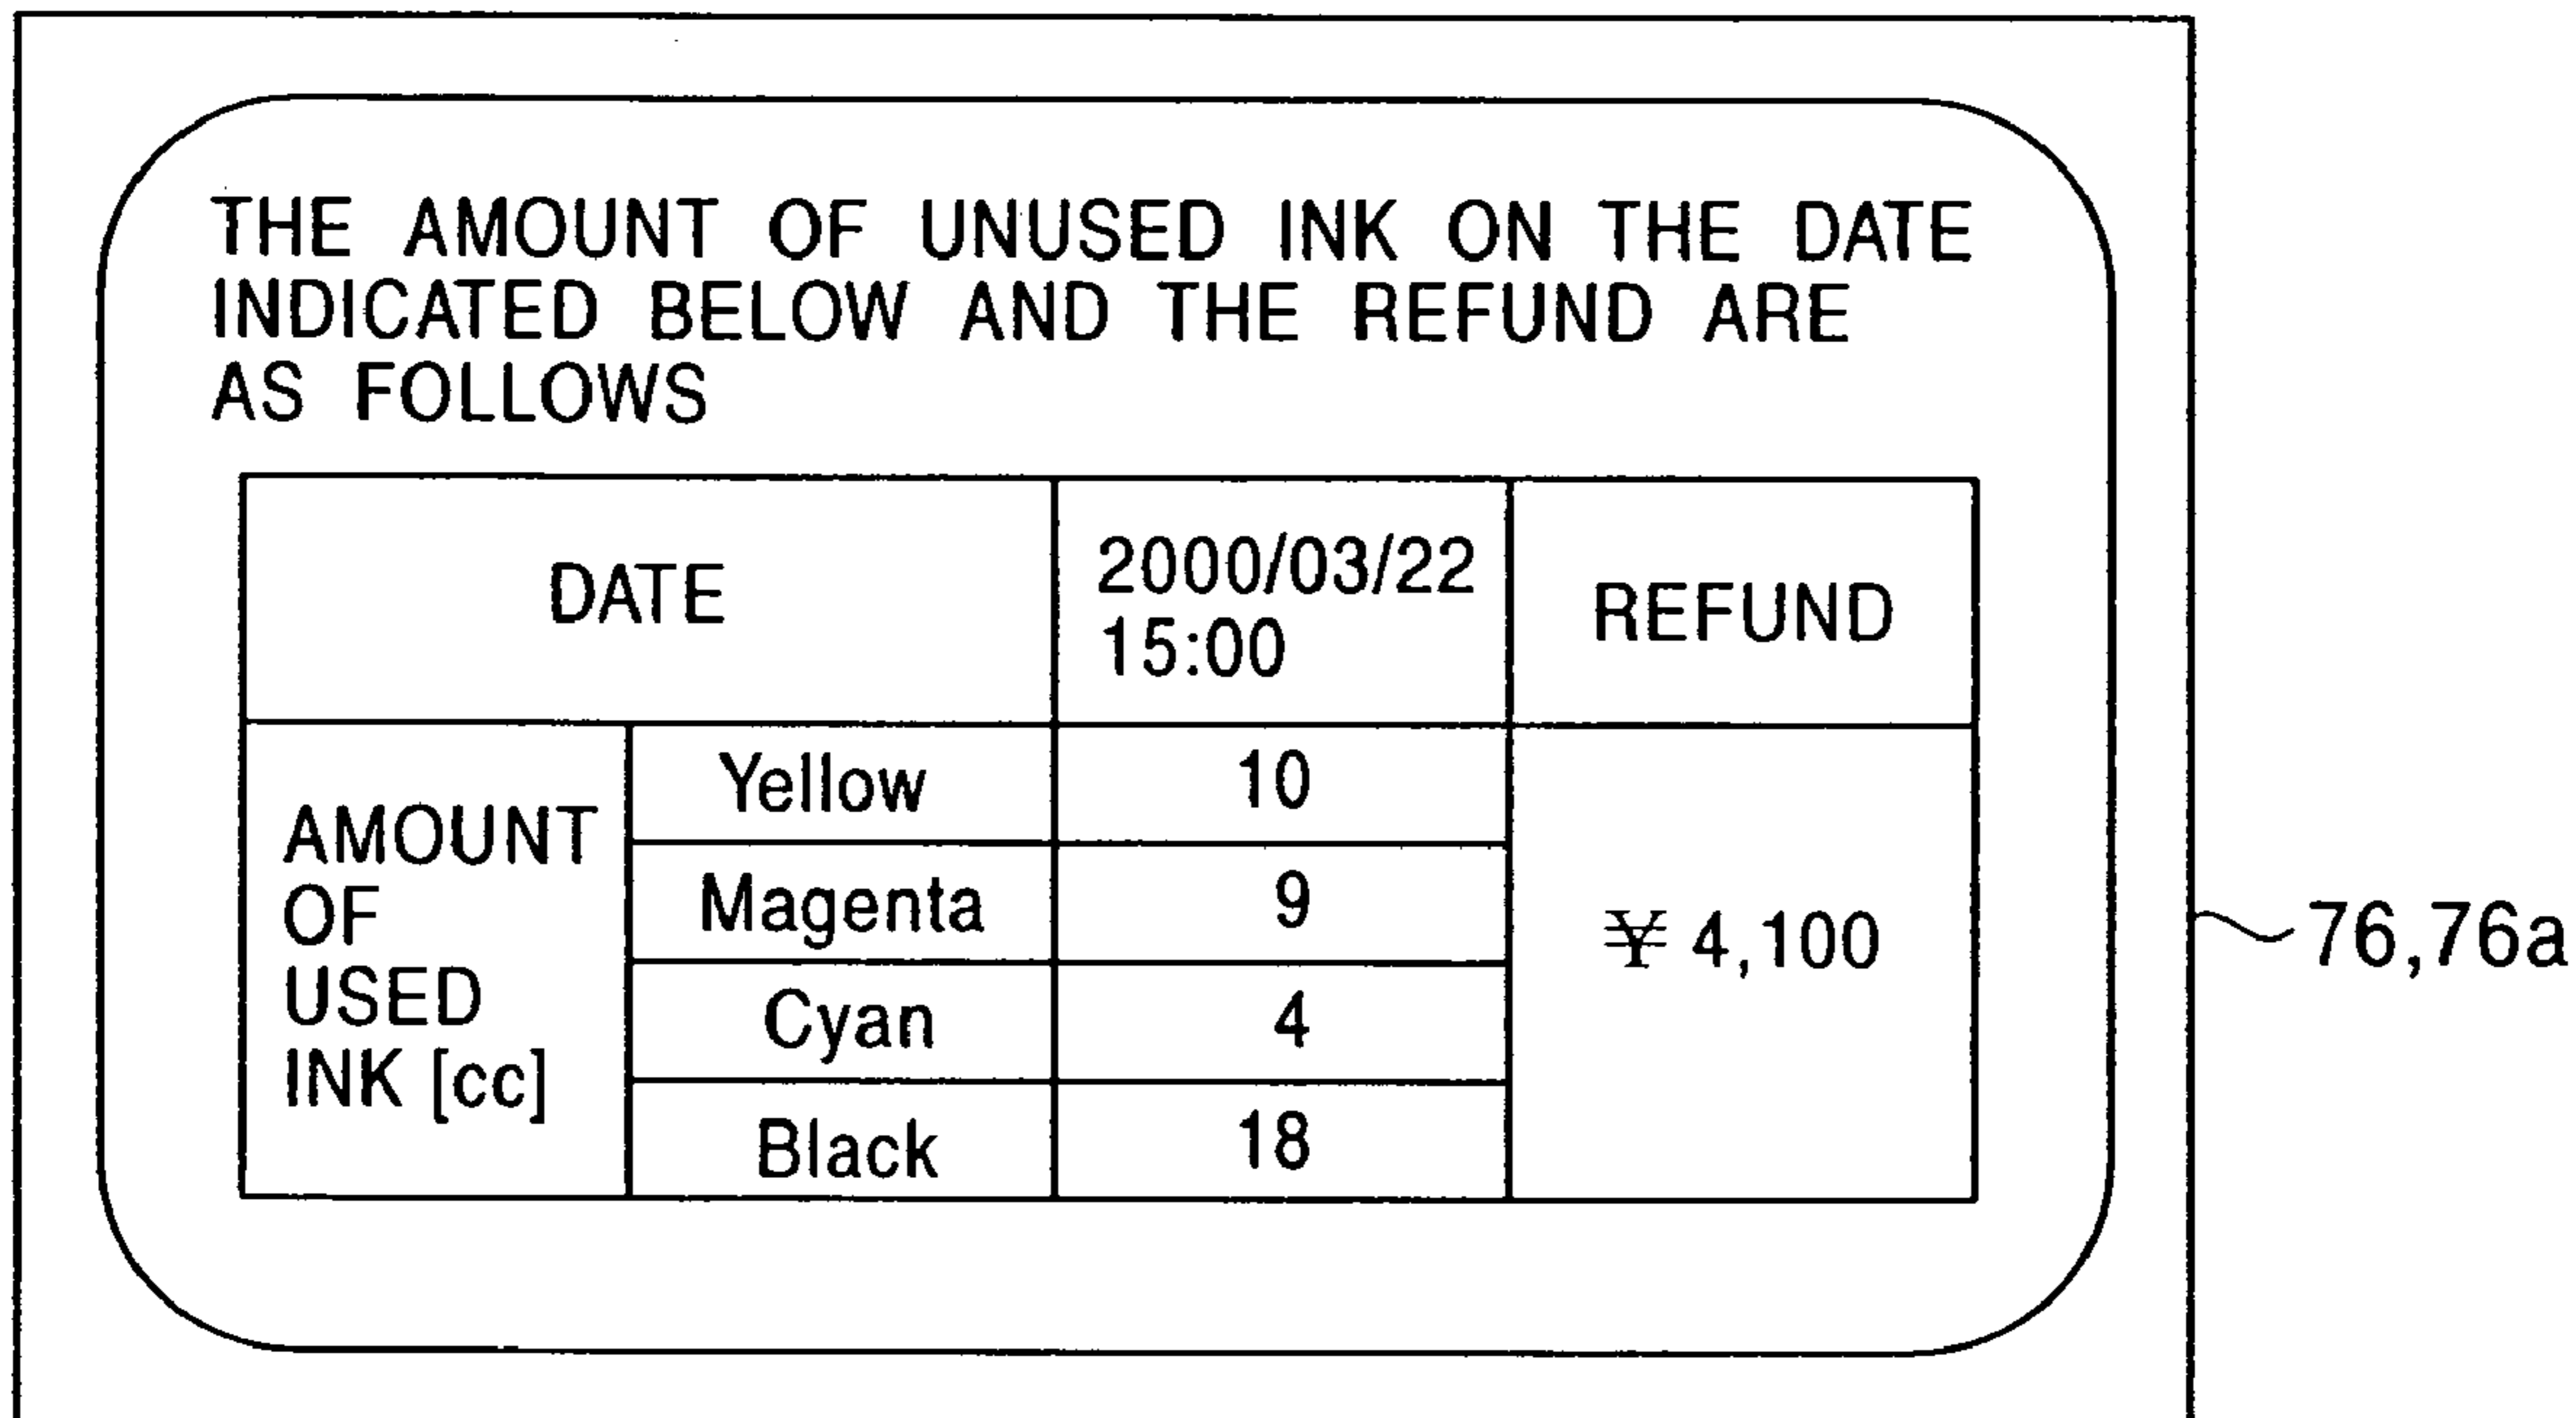 THE AMOUNT OF UNUSED INK ON THE DATE
INDICATED BELOW AND THE REFUND ARE
AS FOLLOWS
DATE
2000/03/22
15:00
REFUND
AMOUNT
OF
USED
INK [cc]
Yellow
10
Magenta
9
Cyan
4
Black
18
¥ 4,100
76,76a